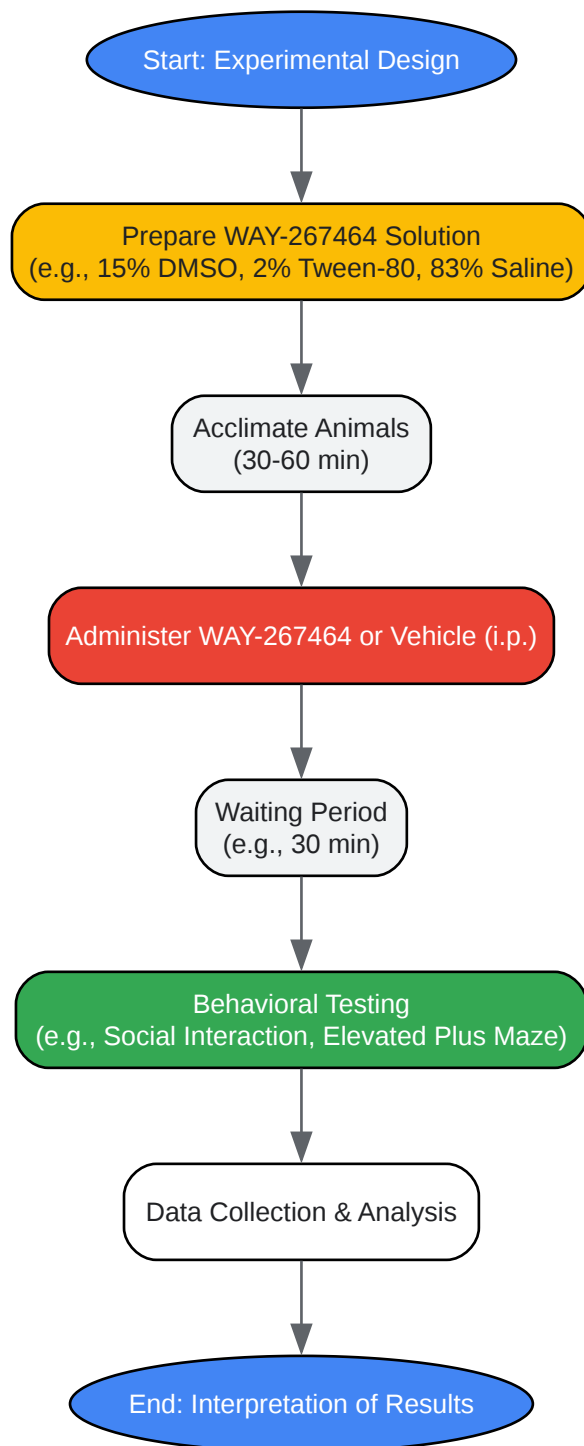 Start: Experimental Design
Prepare WAY-267464 Solution
(e.g., 15% DMSO, 2% Tween-80, 83% Saline)
Acclimate Animals
(30-60 min)
Administer WAY-267464 or Vehicle (i.p.)
Waiting Period
(e.g., 30 min)
Behavioral Testing
(e.g., Social Interaction, Elevated Plus Maze)
Data Collection & Analysis
End: Interpretation of Results